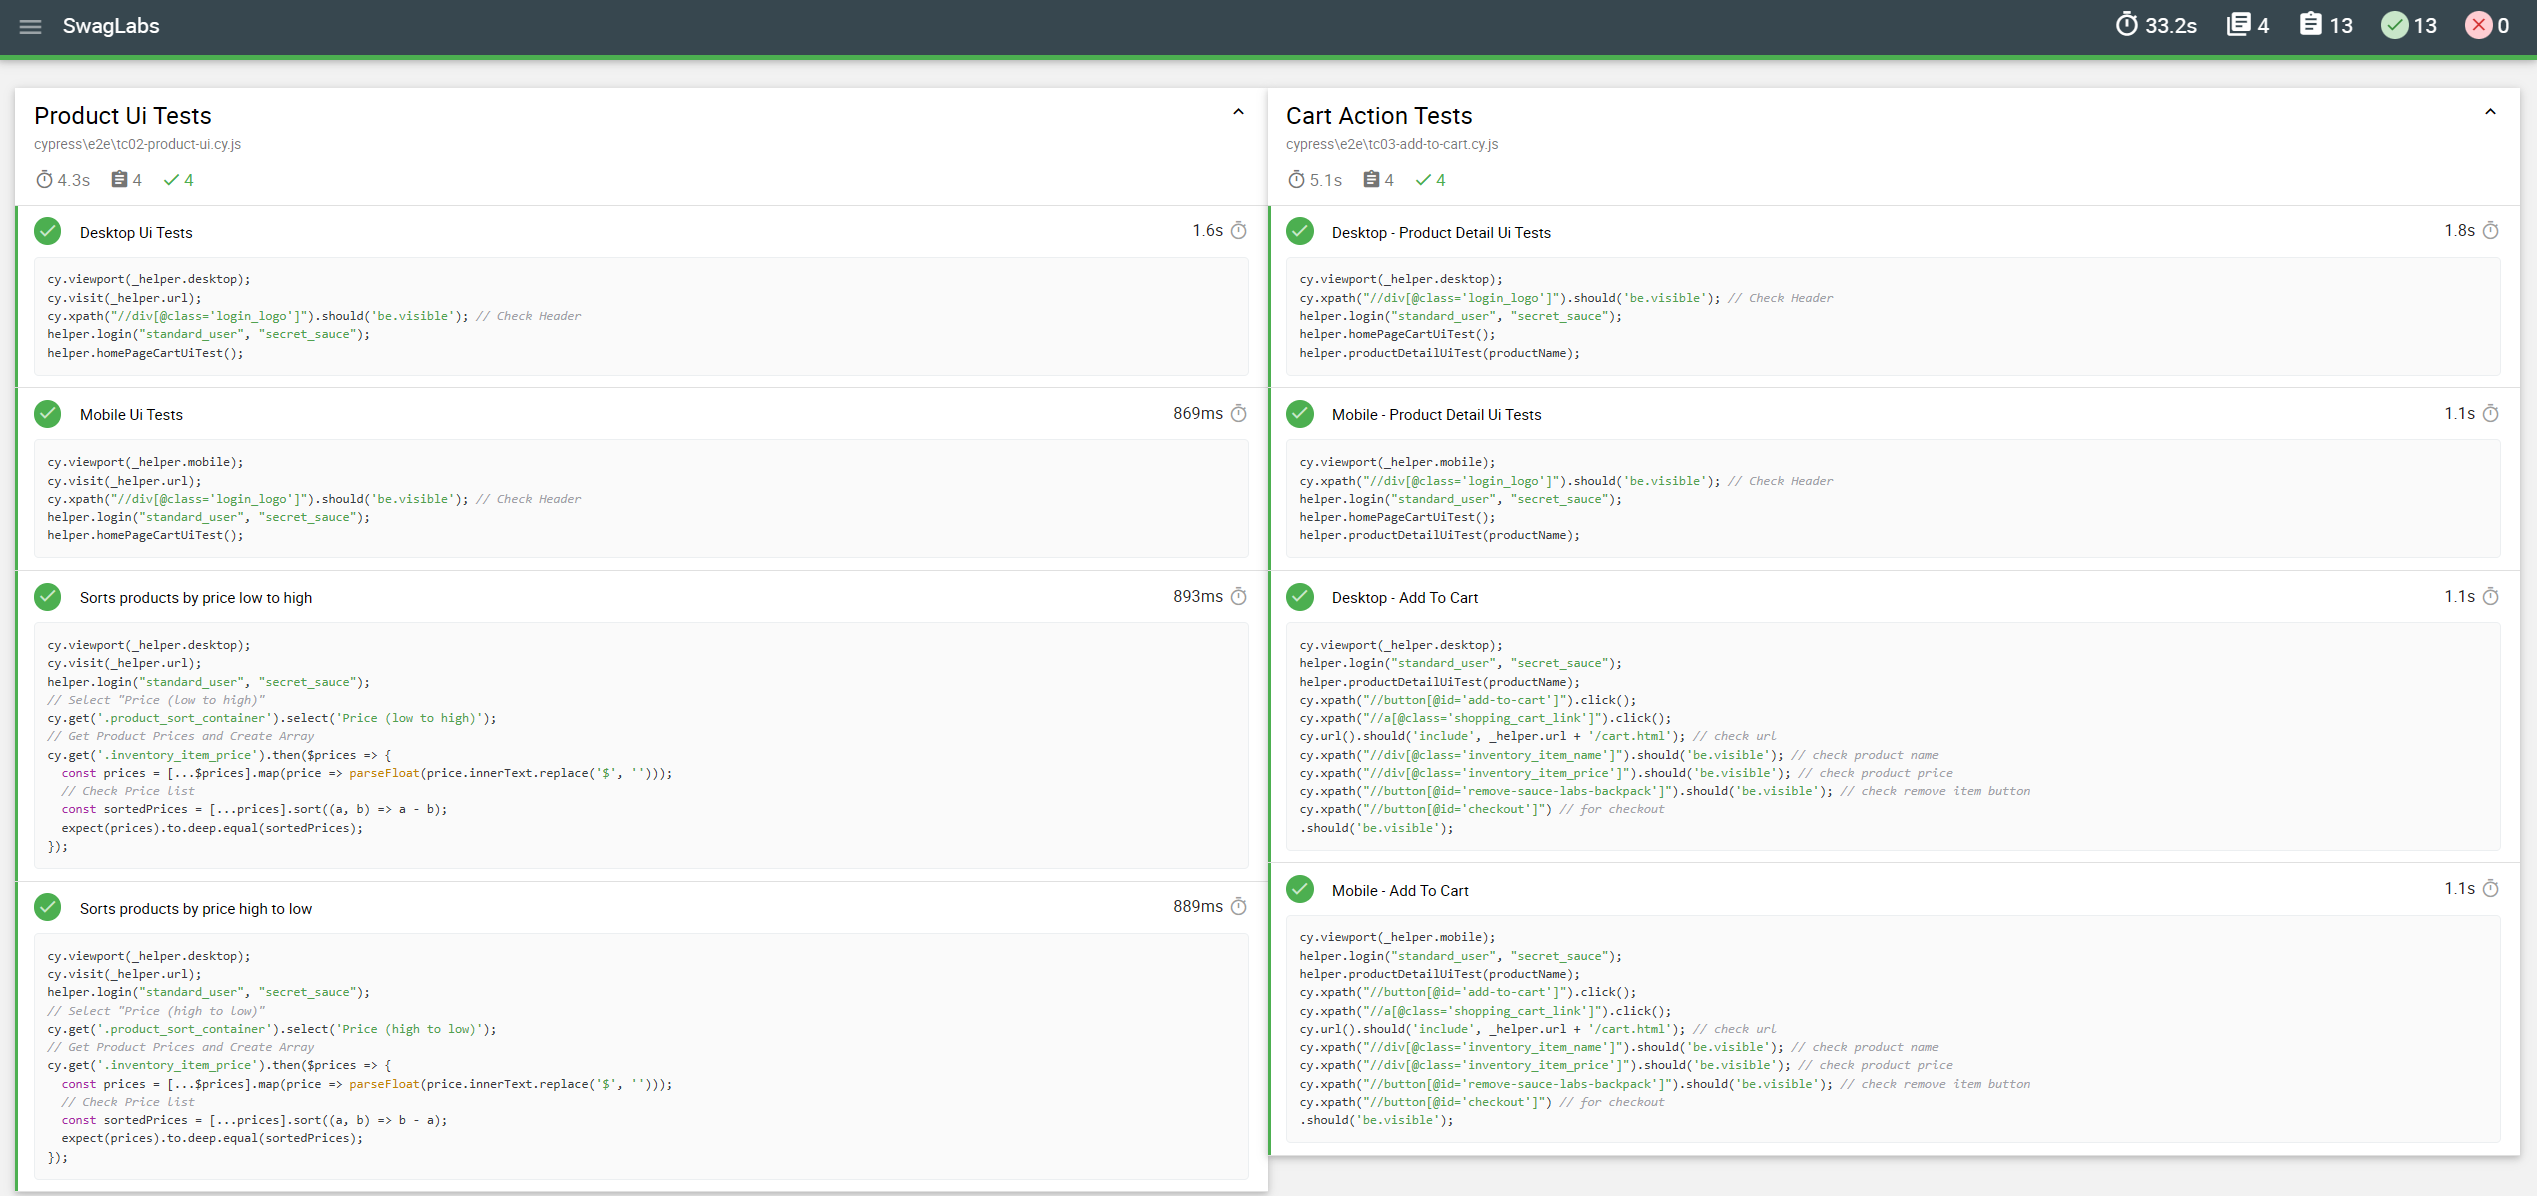 SwagLabs
33.2s 4 13 13 0
Product Ui Tests
cypress\e2e\tc02-product-ui.cy.js
4.3s 4 4
Desktop Ui Tests 1.6s
cy.viewport(_helper.desktop);
cy.visit(_helper.url);
cy.xpath("//div[@class='login_logo']").should('be.visible'); // Check Header
helper.login("standard_user", "secret_sauce");
helper.homePageCartUiTest();
Mobile Ui Tests 869ms
cy.viewport(_helper.mobile);
cy.visit(_helper.url);
cy.xpath("//div[@class='login_logo']").should('be.visible'); // Check Header
helper.login("standard_user", "secret_sauce");
helper.homePageCartUiTest();
Sorts products by price low to high 893ms
cy.viewport(_helper.desktop);
cy.visit(_helper.url);
helper.login("standard_user", "secret_sauce");
// Select "Price (low to high)"
cy.get('.product_sort_container').select('Price (low to high)');
// Get Product Prices and Create Array
cy.get('.inventory_item_price').then($prices => {
const prices = [...$prices].map(price => parseFloat(price.innerText.replace('$', '')));
// Check Price list
const sortedPrices = [...prices].sort((a, b) => a - b);
expect(prices).to.deep.equal(sortedPrices);
});
Sorts products by price high to low 889ms
cy.viewport(_helper.desktop);
cy.visit(_helper.url);
helper.login("standard_user", "secret_sauce");
// Select "Price (high to low)"
cy.get('.product_sort_container').select('Price (high to low)');
// Get Product Prices and Create Array
cy.get('.inventory_item_price').then($prices => {
const prices = [...$prices].map(price => parseFloat(price.innerText.replace('$', '')));
// Check Price list
const sortedPrices = [...prices].sort((a, b) => b - a);
expect(prices).to.deep.equal(sortedPrices);
});
Cart Action Tests
cypress\e2e\tc03-add-to-cart.cy.js
5.1s 4 4
Desktop - Product Detail Ui Tests 1.8s
cy.viewport(_helper.desktop);
cy.xpath("//div[@class='login_logo']").should('be.visible'); // Check Header
helper.login("standard_user", "secret_sauce");
helper.homePageCartUiTest();
helper.productDetailUiTest(productName);
Mobile - Product Detail Ui Tests 1.1s
cy.viewport(_helper.mobile);
cy.xpath("//div[@class='login_logo']").should('be.visible'); // Check Header
helper.login("standard_user", "secret_sauce");
helper.homePageCartUiTest();
helper.productDetailUiTest(productName);
Desktop - Add To Cart 1.1s
cy.viewport(_helper.desktop);
helper.login("standard_user", "secret_sauce");
helper.productDetailUiTest(productName);
cy.xpath("//button[@id='add-to-cart']").click();
cy.xpath("//a[@class='shopping_cart_link']").click();
cy.url().should('include', _helper.url + '/cart.html'); // check url
cy.xpath("//div[@class='inventory_item_name']").should('be.visible'); // check product name
cy.xpath("//div[@class='inventory_item_price']").should('be.visible'); // check product price
cy.xpath("//button[@id='remove-sauce-labs-backpack']").should('be.visible'); // check remove item button
cy.xpath("//button[@id='checkout']") // for checkout
.should('be.visible');
Mobile - Add To Cart 1.1s
cy.viewport(_helper.mobile);
helper.login("standard_user", "secret_sauce");
helper.productDetailUiTest(productName);
cy.xpath("//button[@id='add-to-cart']").click();
cy.xpath("//a[@class='shopping_cart_link']").click();
cy.url().should('include', _helper.url + '/cart.html'); // check url
cy.xpath("//div[@class='inventory_item_name']").should('be.visible'); // check product name
cy.xpath("//div[@class='inventory_item_price']").should('be.visible'); // check product price
cy.xpath("//button[@id='remove-sauce-labs-backpack']").should('be.visible'); // check remove item button
cy.xpath("//button[@id='checkout']") // for checkout
.should('be.visible');